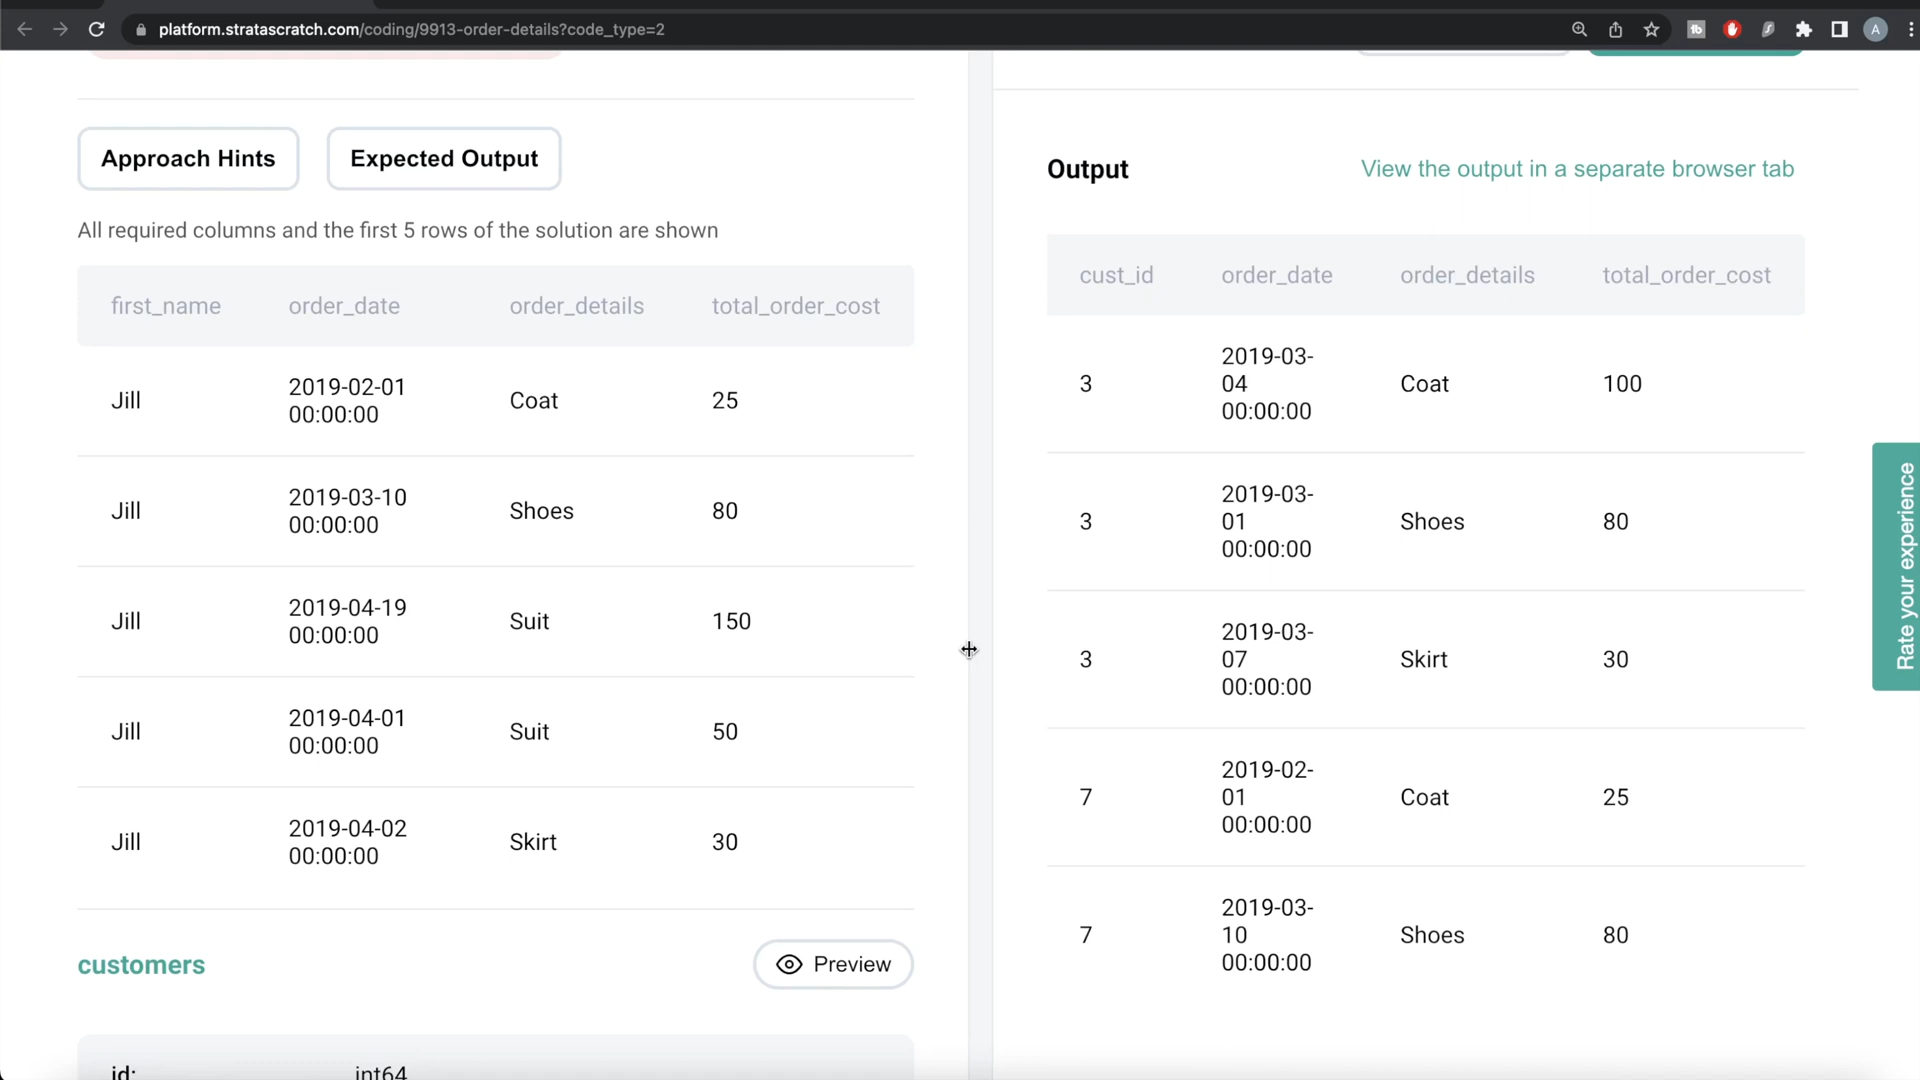 platform.stratascratch.com/coding/9913-order-details?code_type=2
A
Approach Hints
Expected Output
All required columns and the first 5 rows of the solution are shown
first_name order_date order_details total_order_cost
Jill 2019-02-01 00:00:00 Coat 25
Jill 2019-03-10 00:00:00 Shoes 80
Jill 2019-04-19 00:00:00 Suit 150
Jill 2019-04-01 00:00:00 Suit 50
Jill 2019-04-02 00:00:00 Skirt 30
customers
Preview
id: int64
Output
View the output in a separate browser tab
cust_id order_date order_details total_order_cost
3 2019-03-04 00:00:00 Coat 100
3 2019-03-01 00:00:00 Shoes 80
3 2019-03-07 00:00:00 Skirt 30
7 2019-02-01 00:00:00 Coat 25
7 2019-03-10 00:00:00 Shoes 80
Rate your experience